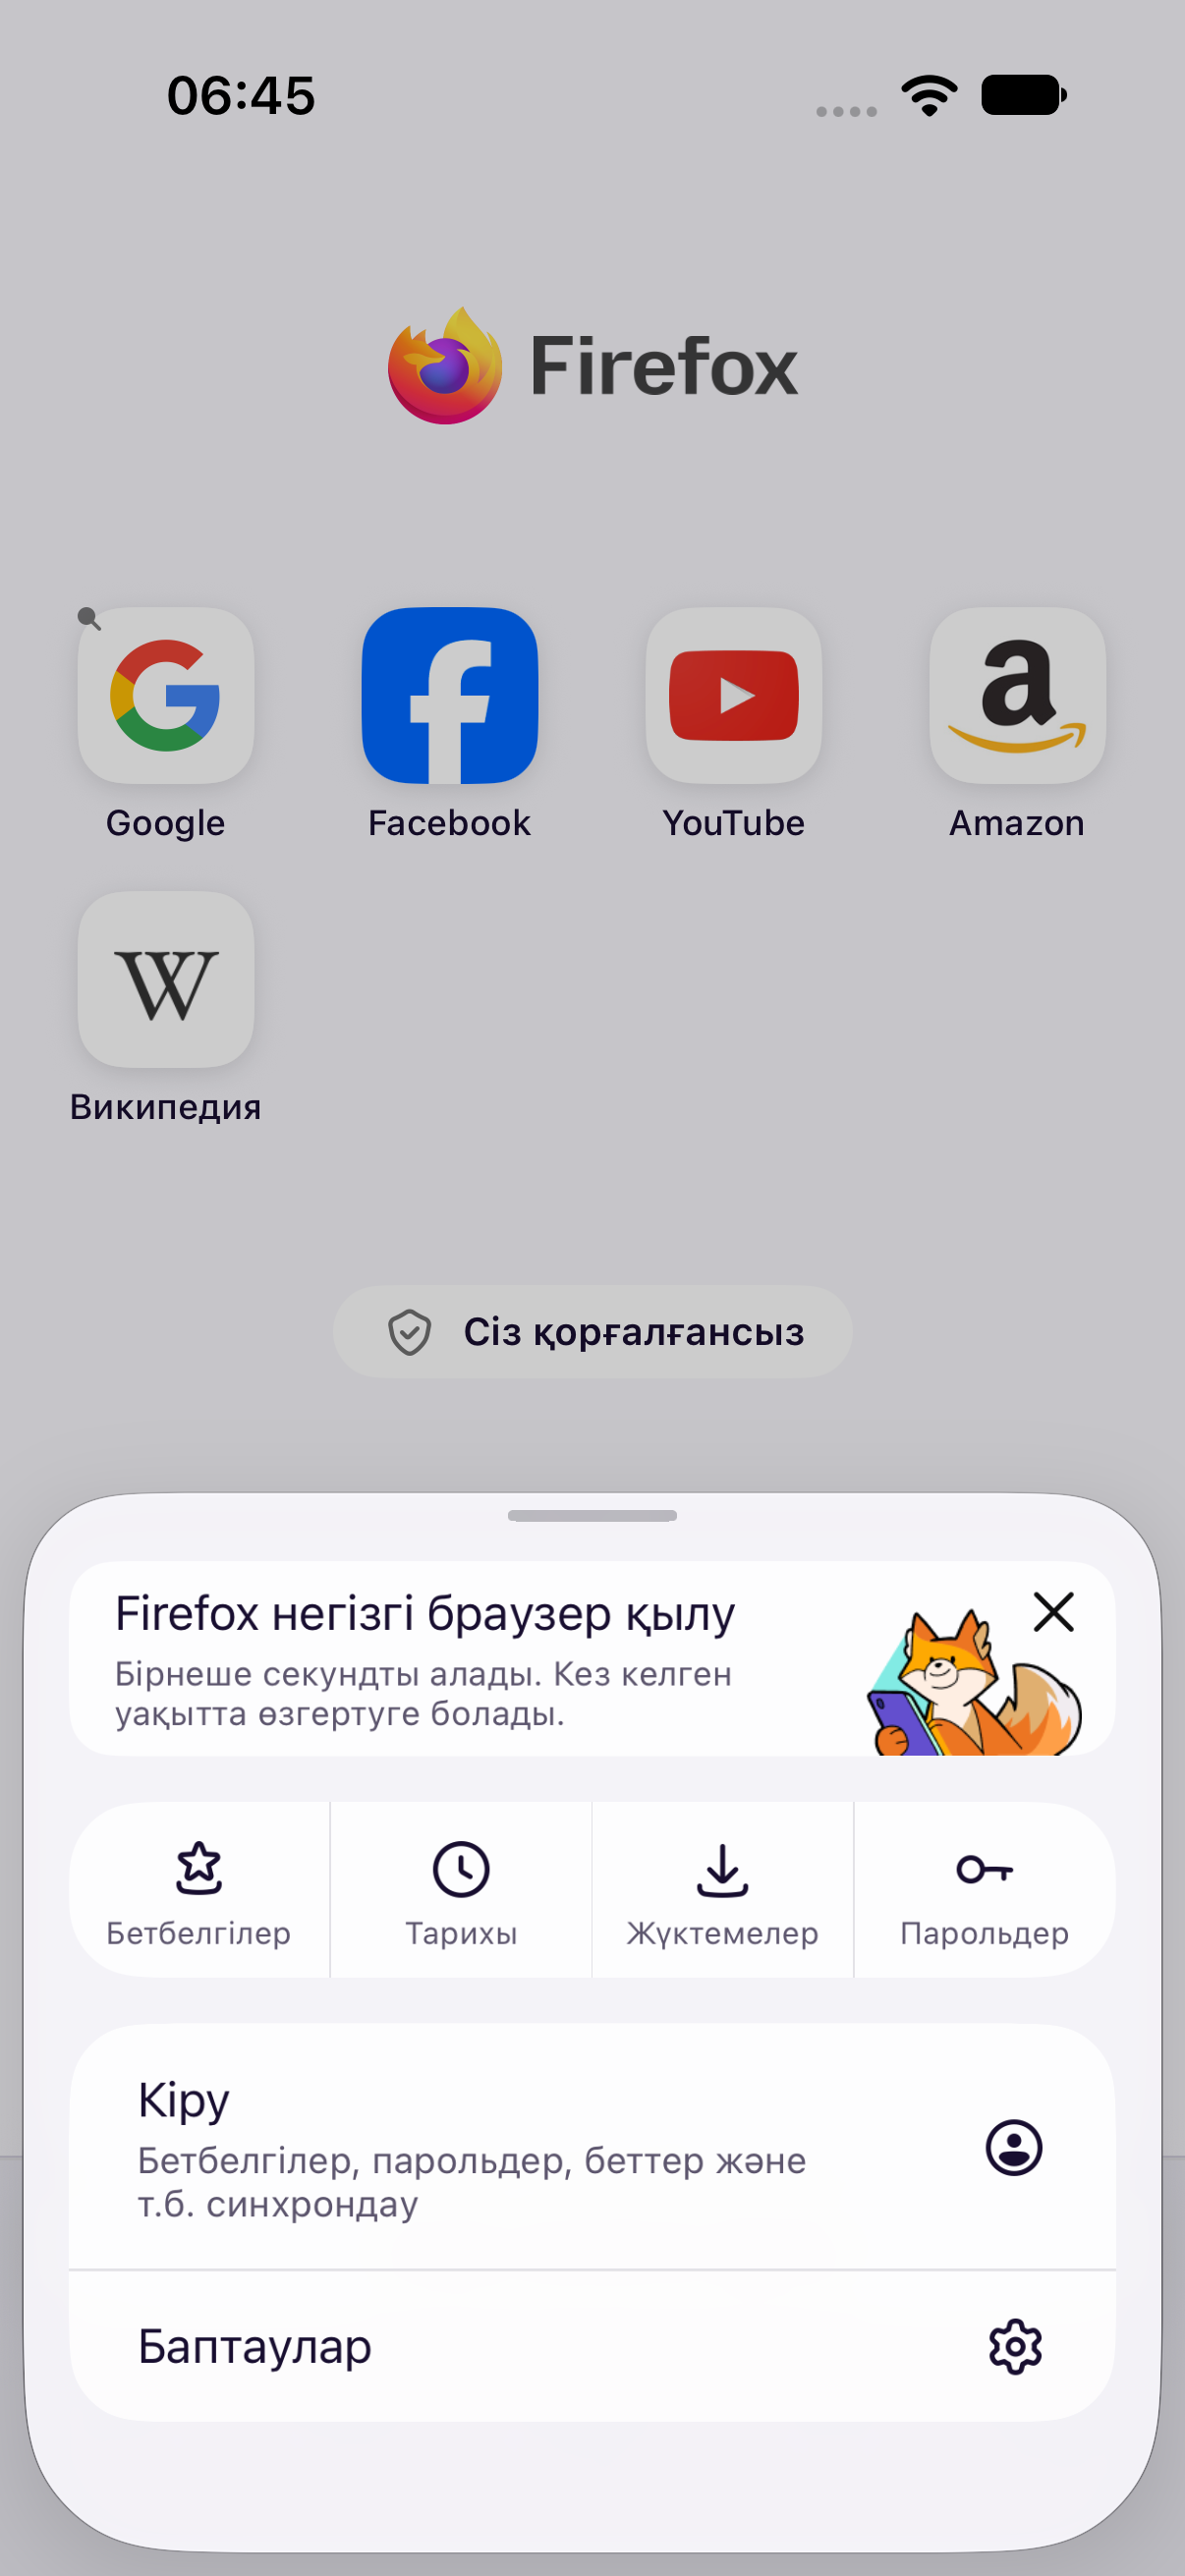 06:45
Firefox
Google
Facebook
YouTube
Amazon
Википедия
Сіз қорғалғансыз
Firefox негізгі браузер қылу
Бірнеше секундты алады. Кез келген
уақытта өзгертуге болады.
Бетбелгілер
Тарихы
Жүктемелер
Парольдер
Кіру
Бетбелгілер, парольдер, беттер және
т.б. синхрондау
Баптаулар